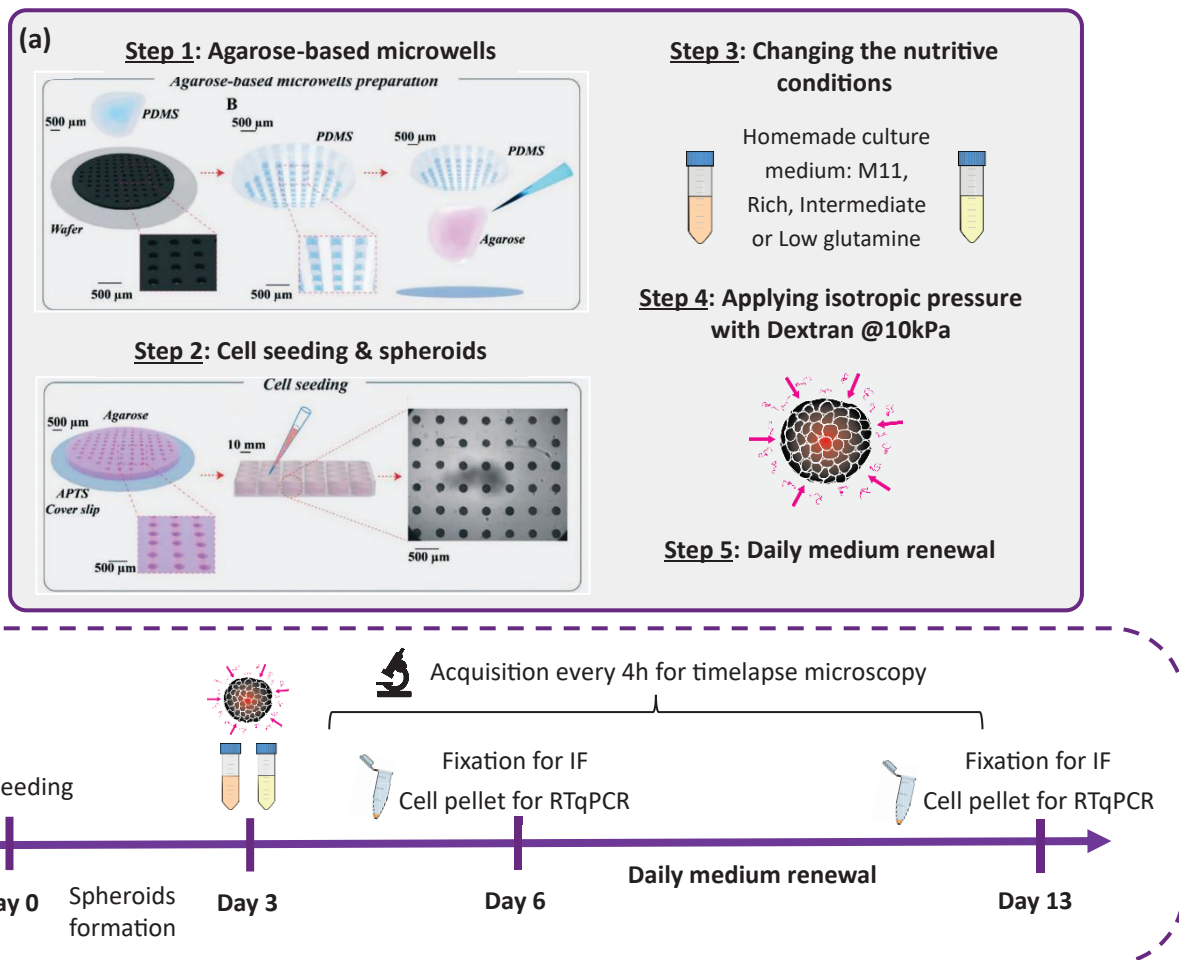 (a)
Step 1: Agarose-based microwells
Agarose-based microwells preparation
500 µm
PDMS
B
500 µm
PDMS
500 µm
PDMS
Wafer
Agarose
500 µm
500 µm
Step 2: Cell seeding & spheroids
Cell seeding
Agarose
500 µm
10 mm
APTS
Cover slip
500 µm
500 µm
Step 3: Changing the nutritive
conditions
Homemade culture
medium: M11,
Rich, Intermediate
or Low glutamine
Step 4: Applying isotropic pressure
with Dextran @10kPa
Step 5: Daily medium renewal
Acquisition every 4h for timelapse microscopy
eeding
Fixation for IF
Cell pellet for RTqPCR
Fixation for IF
Cell pellet for RTqPCR
ay 0
Spheroids
formation
Day 3
Day 6
Daily medium renewal
Day 13